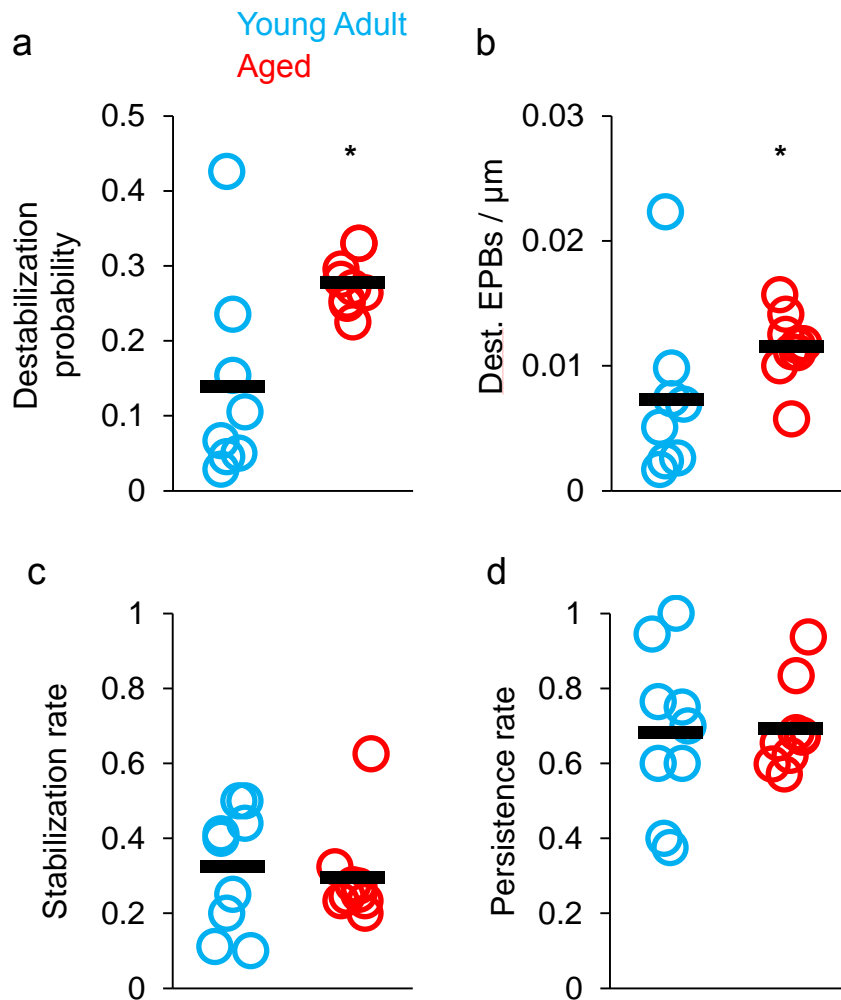 Young Adult
Aged
a
Destabilization
probability
0.5
0.4
0.3
0.2
0.1
0
*
b
Dest. EPBs / μm
0.03
0.02
0.01
0
*
c
Stabilization rate
1
0.8
0.6
0.4
0.2
0
d
Persistence rate
1
0.8
0.6
0.4
0.2
0